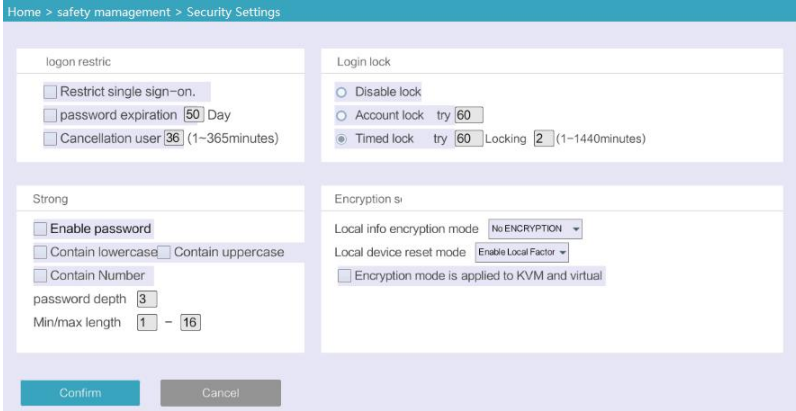 Home > safety mamagement > Security Settings
logon restric
Restrict single sign-on.
password expiration 50 Day
Cancellation user 36 (1~365minutes)
Login lock
Disable lock
Account lock try 60
Timed lock try 60 Locking 2 (1-1440minutes)
Strong
Enable password
Contain lowercase Contain uppercase
Contain Number
password depth 3
Min/max length 1 - 16
Encryption s
Local info encryption mode No ENCRYPTION
Local device reset mode Enable Local Factor
Encryption mode is applied to KVM and virtual
Confirm Cancel